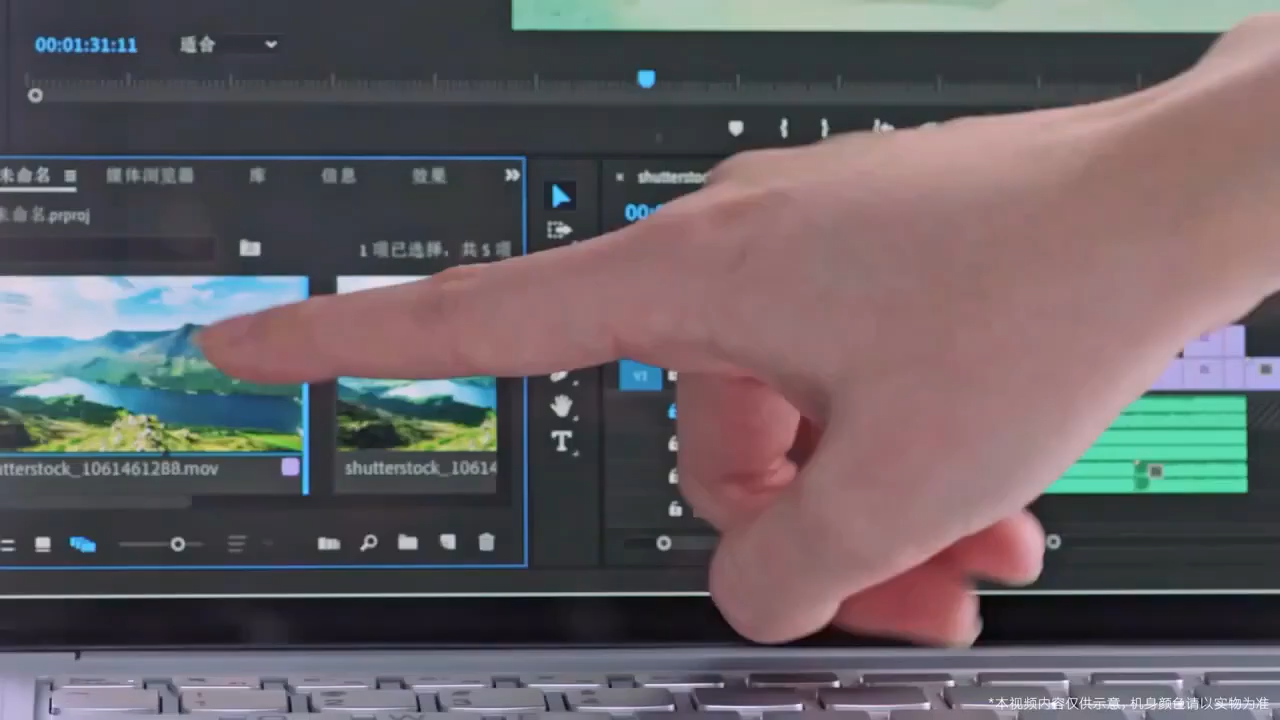 00:01:31:11 适合
未命名 媒体浏览器 库 信息 效果
shutterstoc
未命名.prproj
00:
1 项已选择，共 5 项
V1
T
utterstock_1061461288.mov
shutterstock_10614
*本视频内容仅供示意，机身颜色请以实物为准